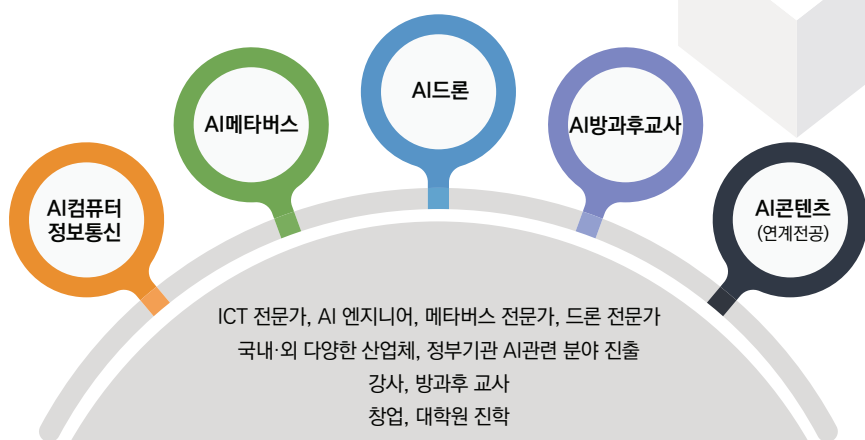 AI컴퓨터
정보통신
AI메타버스
AI드론
AI방과후교사
AI콘텐츠
(연계전공)
ICT 전문가, AI 엔지니어, 메타버스 전문가, 드론 전문가
국내·외 다양한 산업체, 정부기관 AI관련 분야 진출
강사, 방과후 교사
창업, 대학원 진학